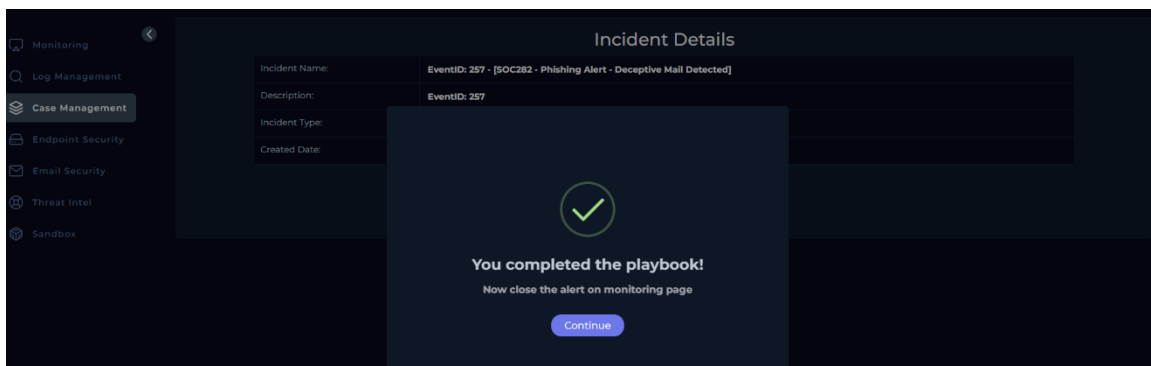 Incident Details
Monitoring
Log Management
Case Management
Endpoint Security
Email Security
Threat Intel
Sandbox
Incident Name: EventID: 257 - [SOC282 - Phishing Alert - Deceptive Mail Detected]
Description: EventID: 257
Incident Type:
Created Date:
You completed the playbook!
Now close the alert on monitoring page
Continue